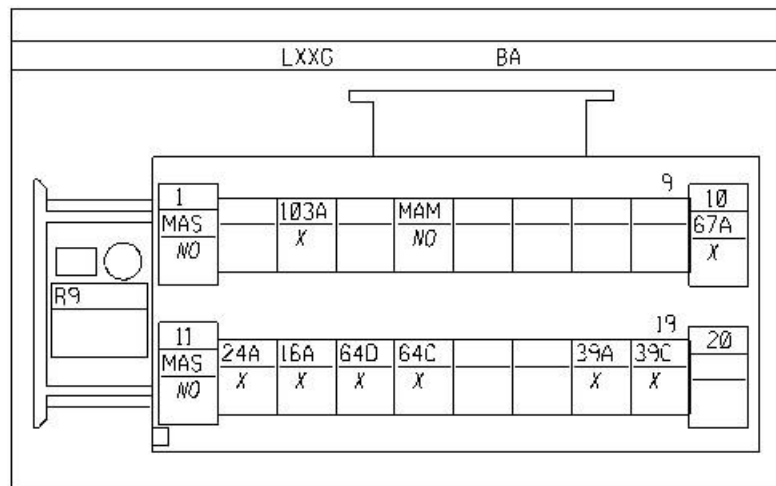 LXXG BA
9
1 10
103A MAM
MAS 67A
NO X NO X
R9
19
11 20
24A 16A 64D 64C 39A 39C
MAS
X X X X X X
NO